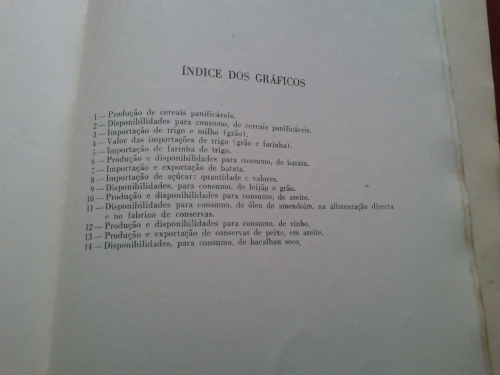 ÍNDICE DOS GRÁFICOS
1 — Produção de cereais panificáveis.
2 — Disponibilidades para consumo, de cereais panificáveis.
3 — Importação de trigo e milho (grão).
4 — Valor das importações de trigo (grão e farinha).
5 — Importação de farinha de trigo.
6 — Produção e disponibilidades para consumo, de batata.
7 — Importação e exportação de batata.
8 — Importação de açúcar: quantidade e valores.
9 — Disponibilidades, para consumo, de feijão e grão.
10 — Produção e disponibilidades para consumo, de azeite.
11 — Disponibilidades, para consumo, de óleo de amendoim, na alimentação directa
e no fabrico de conservas.
12 — Produção e disponibilidades para consumo, de vinho.
13 — Produção e exportação de conservas de peixe, em azeite.
14 — Disponibilidades, para consumo, de bacalhau seco.